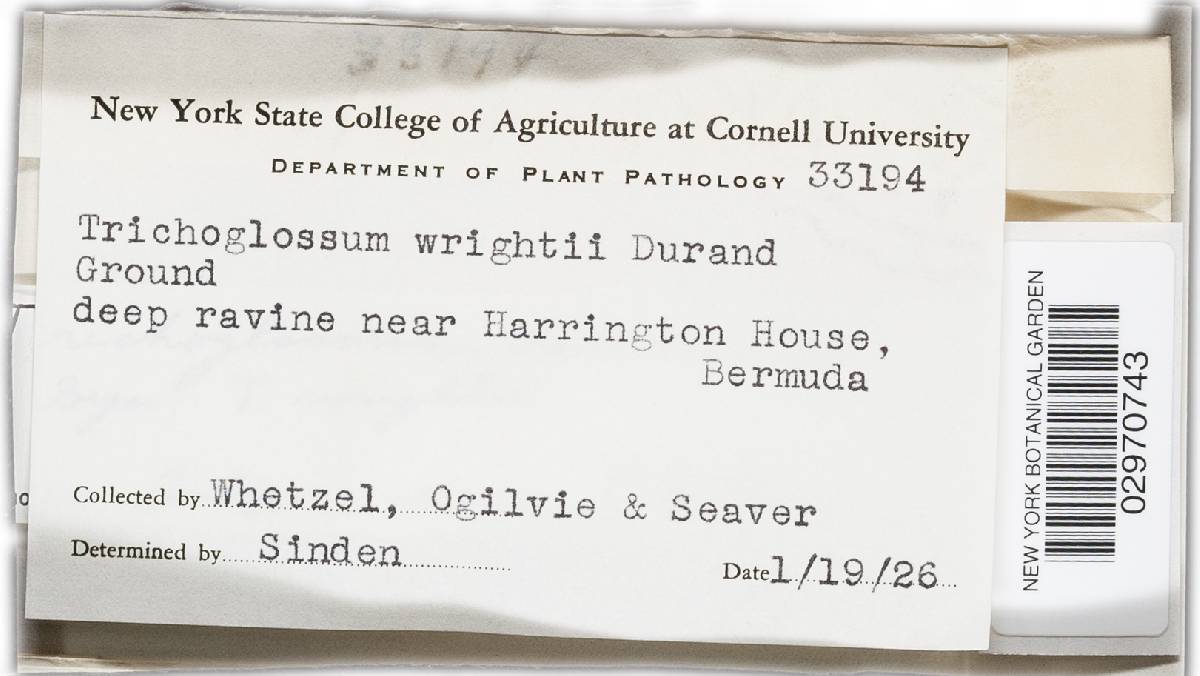 33194
New York State College of Agriculture at Cornell University
DEPARTMENT OF PLANT PATHOLOGY 33194
Trichoglossum wrightii Durand
Ground
deep ravine near Harrington House,
Bermuda
Collected by Whetzel, Ogilvie & Seaver
Determined by Sinden
Date 1/19/26
NEW YORK BOTANICAL GARDEN
02970743